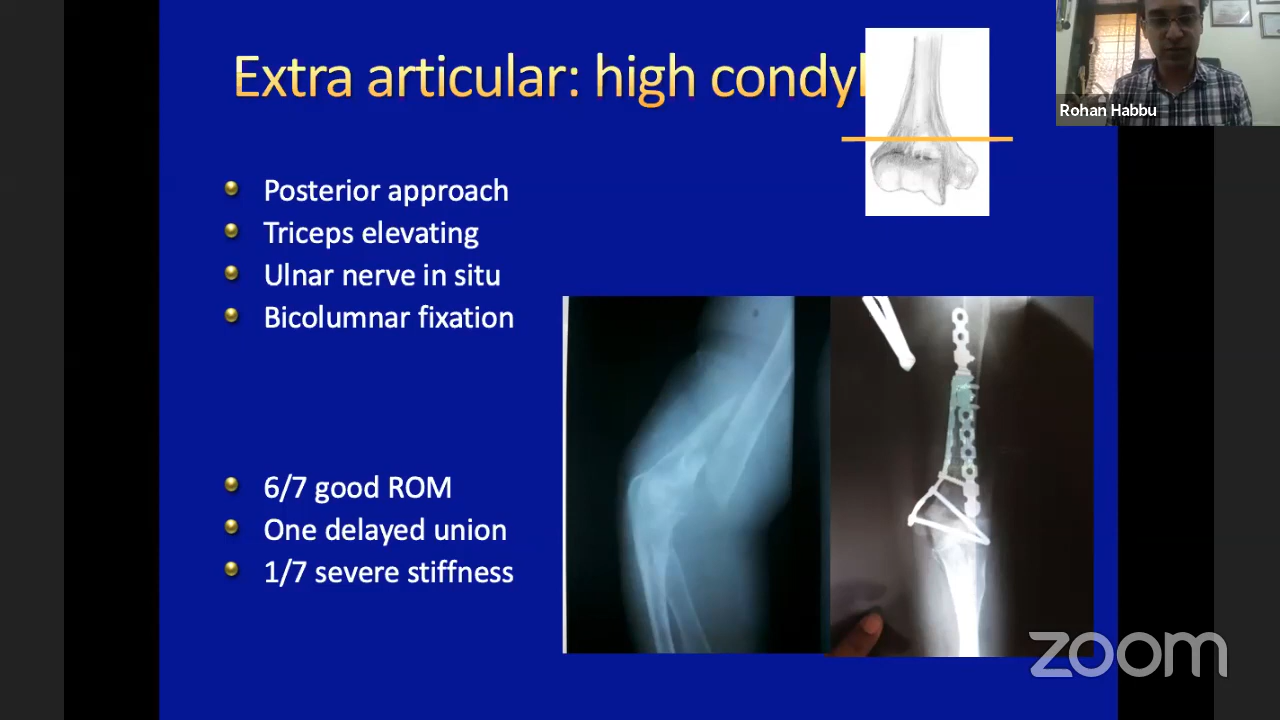 Extra articular: high condyl
Rohan Habbu
Posterior approach
Triceps elevating
Ulnar nerve in situ
Bicolumnar fixation
6/7 good ROM
One delayed union
1/7 severe stiffness
zoom